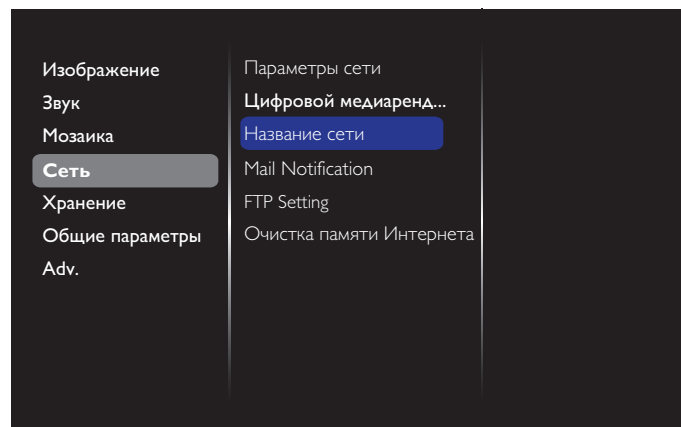 Изображение
Звук
Мозаика
Сеть
Хранение
Общие параметры
Adv.
Параметры сети
Цифровой медиаренд...
Название сети
Mail Notification
FTP Setting
Очистка памяти Интернета